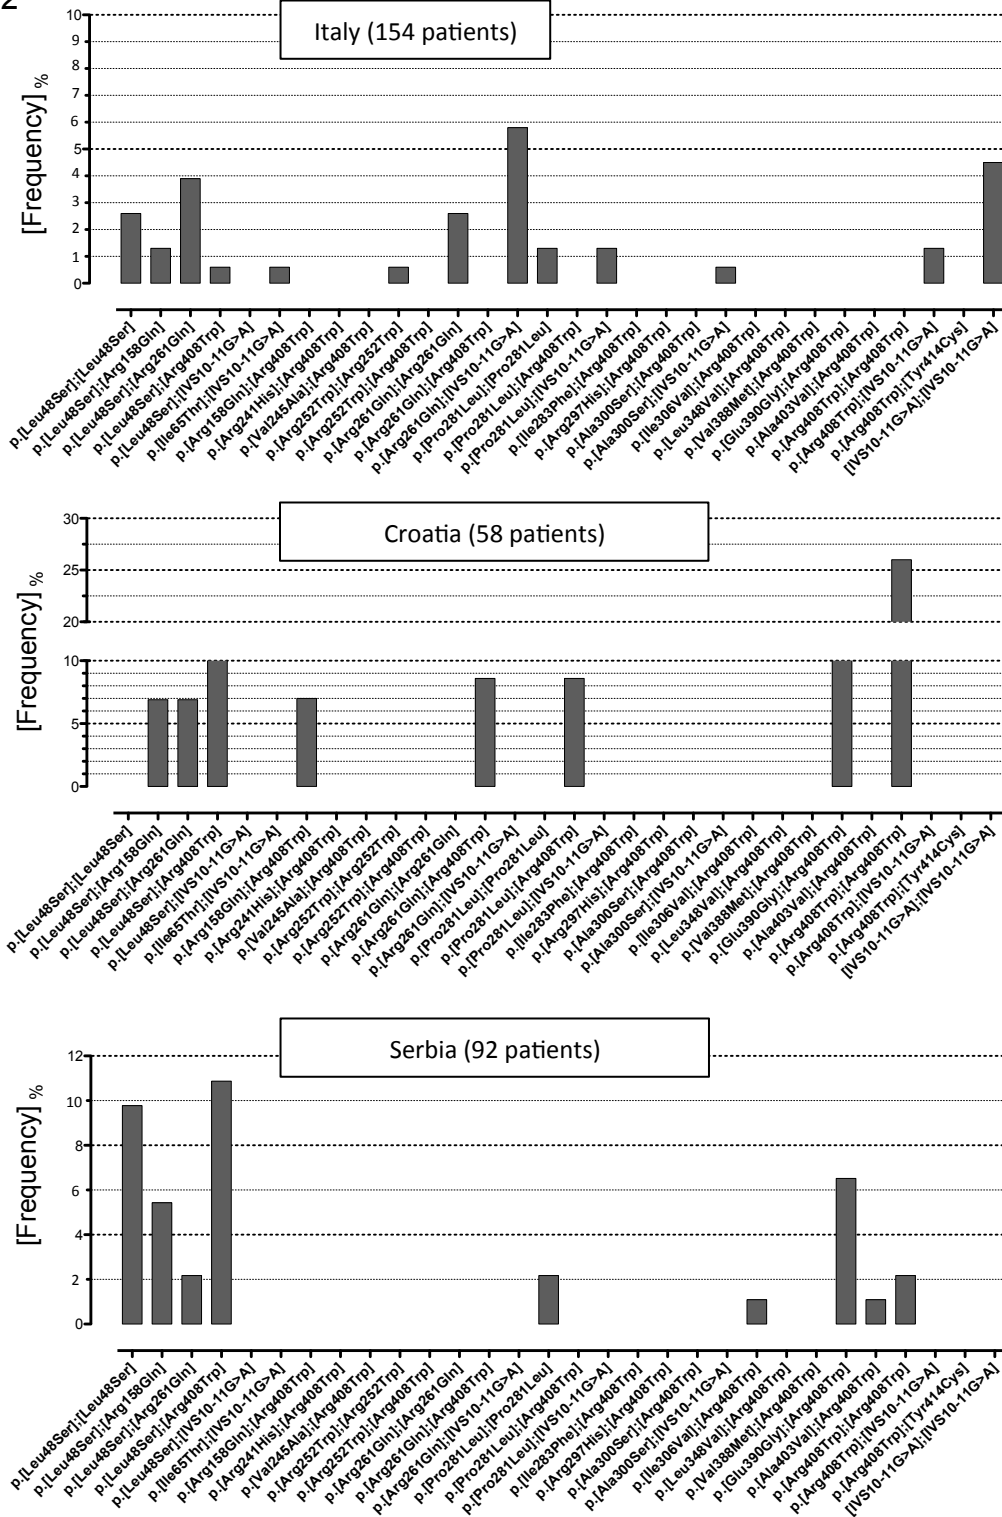 2
Italy (154 patients)
[Frequency] %
10
9
8
7
6
5
4
3
2
1
0
p.[Leu48Ser];[Leu48Ser]
p.[Leu48Ser];[Arg158Gln]
p.[Leu48Ser];[Arg261Gln]
p.[Leu48Ser];[Arg408Trp]
p.[Leu48Ser];[IVS10-11G>A]
p.[Ile65Thr];[IVS10-11G>A]
p.[Arg158Gln];[Arg408Trp]
p.[Arg241His];[Arg408Trp]
p.[Val245Ala];[Arg408Trp]
p.[Arg252Trp];[Arg252Trp]
p.[Arg252Trp];[Arg408Trp]
p.[Arg261Gln];[Arg261Gln]
p.[Arg261Gln];[Arg408Trp]
p.[Arg261Gln];[IVS10-11G>A]
p.[Pro281Leu];[Pro281Leu]
p.[Pro281Leu];[Arg408Trp]
p.[Pro281Leu];[IVS10-11G>A]
p.[Ile283Phe];[Arg408Trp]
p.[Arg297His];[Arg408Trp]
p.[Ala300Ser];[Arg408Trp]
p.[Ala300Ser];[IVS10-11G>A]
p.[Ile306Val];[Arg408Trp]
p.[Leu348Val];[Arg408Trp]
p.[Val388Met];[Arg408Trp]
p.[Glu390Gly];[Arg408Trp]
p.[Ala403Val];[Arg408Trp]
p.[Arg408Trp];[Arg408Trp]
p.[Arg408Trp];[IVS10-11G>A]
p.[Arg408Trp];[Tyr414Cys]
[IVS10-11G>A];[IVS10-11G>A]
Croatia (58 patients)
[Frequency] %
30
25
20
10
5
0
p.[Leu48Ser];[Leu48Ser]
p.[Leu48Ser];[Arg158Gln]
p.[Leu48Ser];[Arg261Gln]
p.[Leu48Ser];[Arg408Trp]
p.[Leu48Ser];[IVS10-11G>A]
p.[Ile65Thr];[IVS10-11G>A]
p.[Arg158Gln];[Arg408Trp]
p.[Arg241His];[Arg408Trp]
p.[Val245Ala];[Arg408Trp]
p.[Arg252Trp];[Arg252Trp]
p.[Arg252Trp];[Arg408Trp]
p.[Arg261Gln];[Arg261Gln]
p.[Arg261Gln];[Arg408Trp]
p.[Arg261Gln];[IVS10-11G>A]
p.[Pro281Leu];[Pro281Leu]
p.[Pro281Leu];[Arg408Trp]
p.[Pro281Leu];[IVS10-11G>A]
p.[Ile283Phe];[Arg408Trp]
p.[Arg297His];[Arg408Trp]
p.[Ala300Ser];[Arg408Trp]
p.[Ala300Ser];[IVS10-11G>A]
p.[Ile306Val];[Arg408Trp]
p.[Leu348Val];[Arg408Trp]
p.[Val388Met];[Arg408Trp]
p.[Glu390Gly];[Arg408Trp]
p.[Ala403Val];[Arg408Trp]
p.[Arg408Trp];[Arg408Trp]
p.[Arg408Trp];[IVS10-11G>A]
p.[Arg408Trp];[Tyr414Cys]
[IVS10-11G>A];[IVS10-11G>A]
Serbia (92 patients)
[Frequency] %
12
10
8
6
4
2
0
p.[Leu48Ser];[Leu48Ser]
p.[Leu48Ser];[Arg158Gln]
p.[Leu48Ser];[Arg261Gln]
p.[Leu48Ser];[Arg408Trp]
p.[Leu48Ser];[IVS10-11G>A]
p.[Ile65Thr];[IVS10-11G>A]
p.[Arg158Gln];[Arg408Trp]
p.[Arg241His];[Arg408Trp]
p.[Val245Ala];[Arg408Trp]
p.[Arg252Trp];[Arg252Trp]
p.[Arg252Trp];[Arg408Trp]
p.[Arg261Gln];[Arg261Gln]
p.[Arg261Gln];[Arg408Trp]
p.[Arg261Gln];[IVS10-11G>A]
p.[Pro281Leu];[Pro281Leu]
p.[Pro281Leu];[Arg408Trp]
p.[Pro281Leu];[IVS10-11G>A]
p.[Ile283Phe];[Arg408Trp]
p.[Arg297His];[Arg408Trp]
p.[Ala300Ser];[Arg408Trp]
p.[Ala300Ser];[IVS10-11G>A]
p.[Ile306Val];[Arg408Trp]
p.[Leu348Val];[Arg408Trp]
p.[Val388Met];[Arg408Trp]
p.[Glu390Gly];[Arg408Trp]
p.[Ala403Val];[Arg408Trp]
p.[Arg408Trp];[Arg408Trp]
p.[Arg408Trp];[IVS10-11G>A]
p.[Arg408Trp];[Tyr414Cys]
[IVS10-11G>A];[IVS10-11G>A]